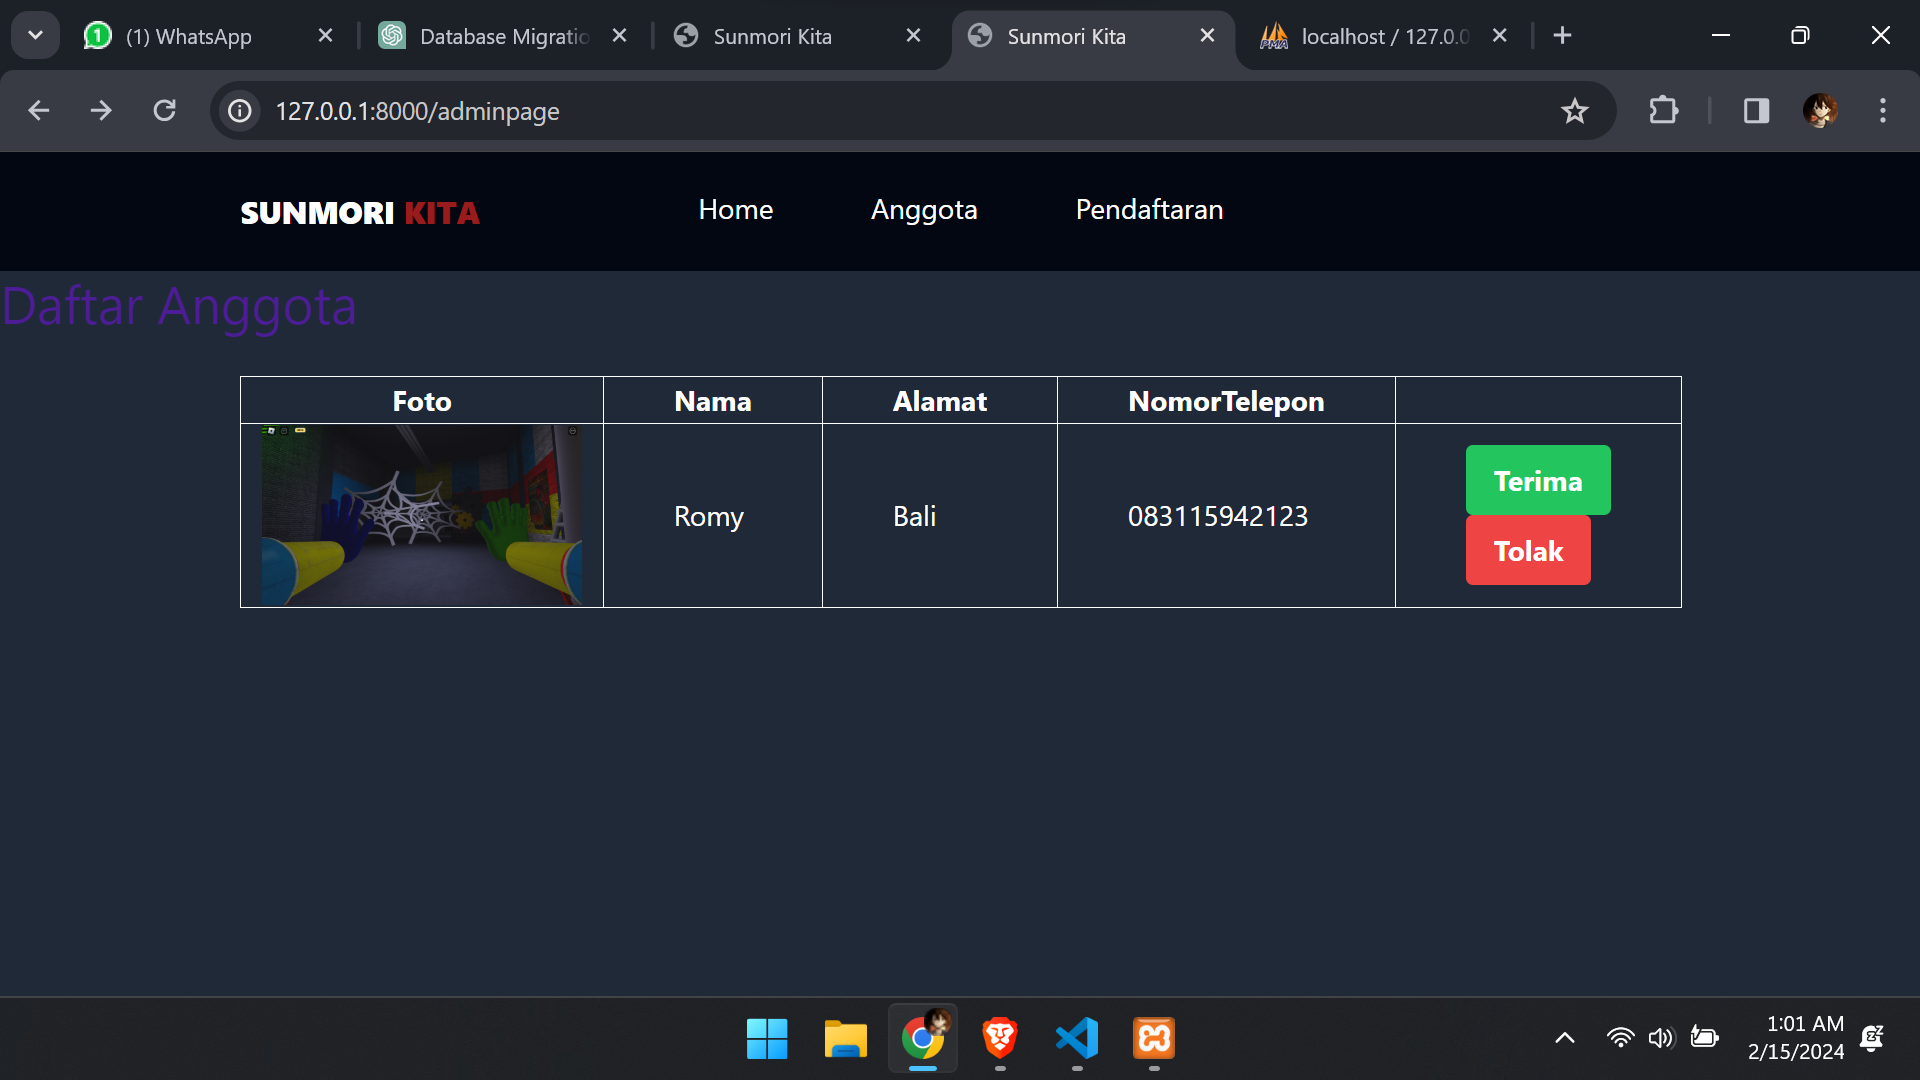 (1) WhatsApp
Database Migratio
Sunmori Kita
Sunmori Kita
localhost / 127.0.0
127.0.0.1:8000/adminpage
SUNMORI KITA
Home
Anggota
Pendaftaran
Daftar Anggota
Foto Nama Alamat NomorTelepon
Romy Bali 083115942123
Terima
Tolak
1:01 AM
2/15/2024